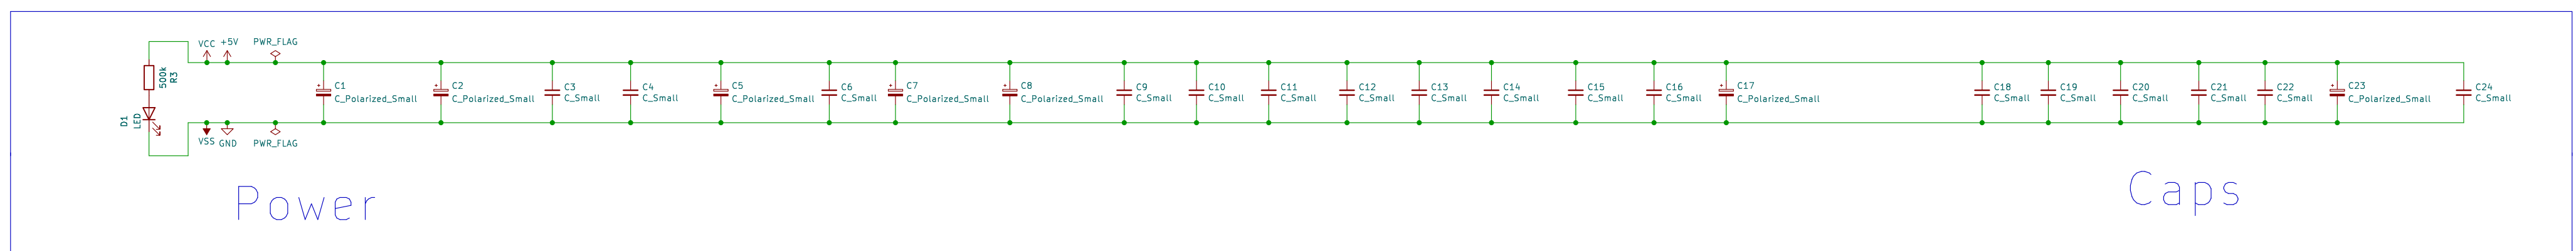 VCC
+5V
PWR_FLAG
500k
R3
D1
LED
VSS
GND
PWR_FLAG
C1
C_Polarized_Small
C2
C_Polarized_Small
C3
C_Small
C4
C_Small
C5
C_Polarized_Small
C6
C_Small
C7
C_Polarized_Small
C8
C_Polarized_Small
C9
C_Small
C10
C_Small
C11
C_Small
C12
C_Small
C13
C_Small
C14
C_Small
C15
C_Small
C16
C_Small
C17
C_Polarized_Small
C18
C_Small
C19
C_Small
C20
C_Small
C21
C_Small
C22
C_Small
C23
C_Polarized_Small
C24
C_Small
Power
Caps